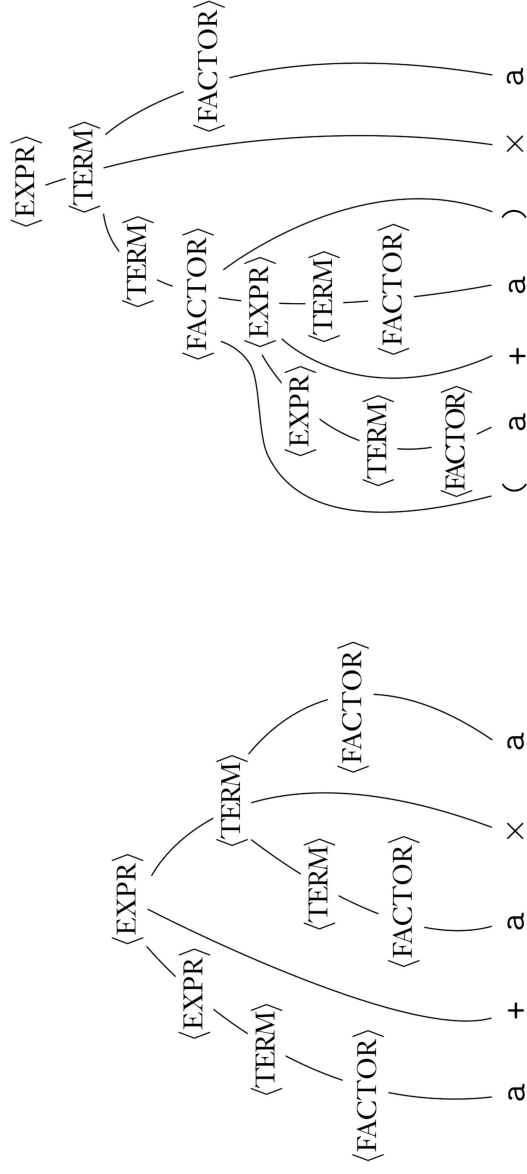 ⟨EXPR⟩
⟨EXPR⟩ ⟨TERM⟩
⟨TERM⟩ ⟨TERM⟩ ⟨FACTOR⟩
⟨FACTOR⟩ ⟨FACTOR⟩
a + a × a
⟨EXPR⟩
⟨TERM⟩
⟨TERM⟩ ⟨FACTOR⟩
⟨FACTOR⟩
⟨EXPR⟩
⟨EXPR⟩ ⟨TERM⟩
⟨TERM⟩ ⟨FACTOR⟩
⟨FACTOR⟩
( a + a ) × a